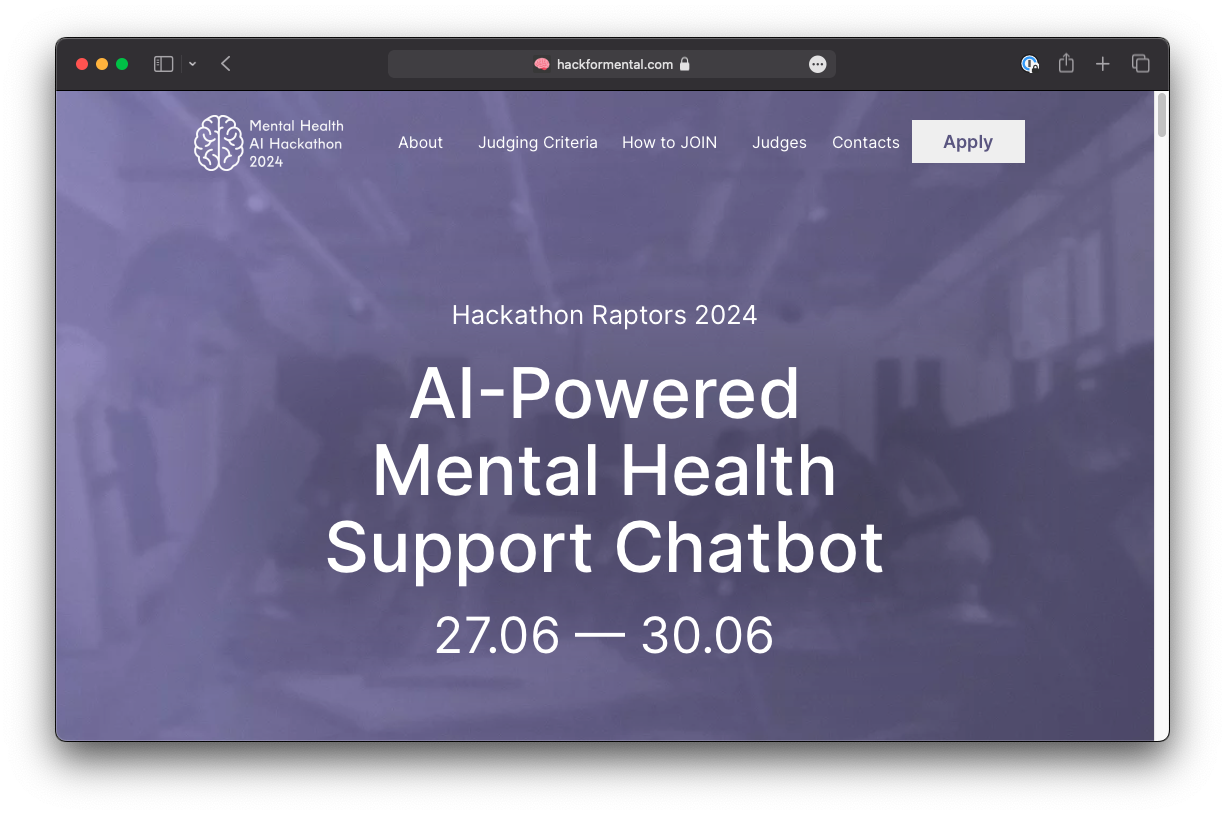 hackformental.com
Mental Health
AI Hackathon
2024
About
Judging Criteria
How to JOIN
Judges
Contacts
Apply
Hackathon Raptors 2024
AI-Powered
Mental Health
Support Chatbot
27.06 — 30.06